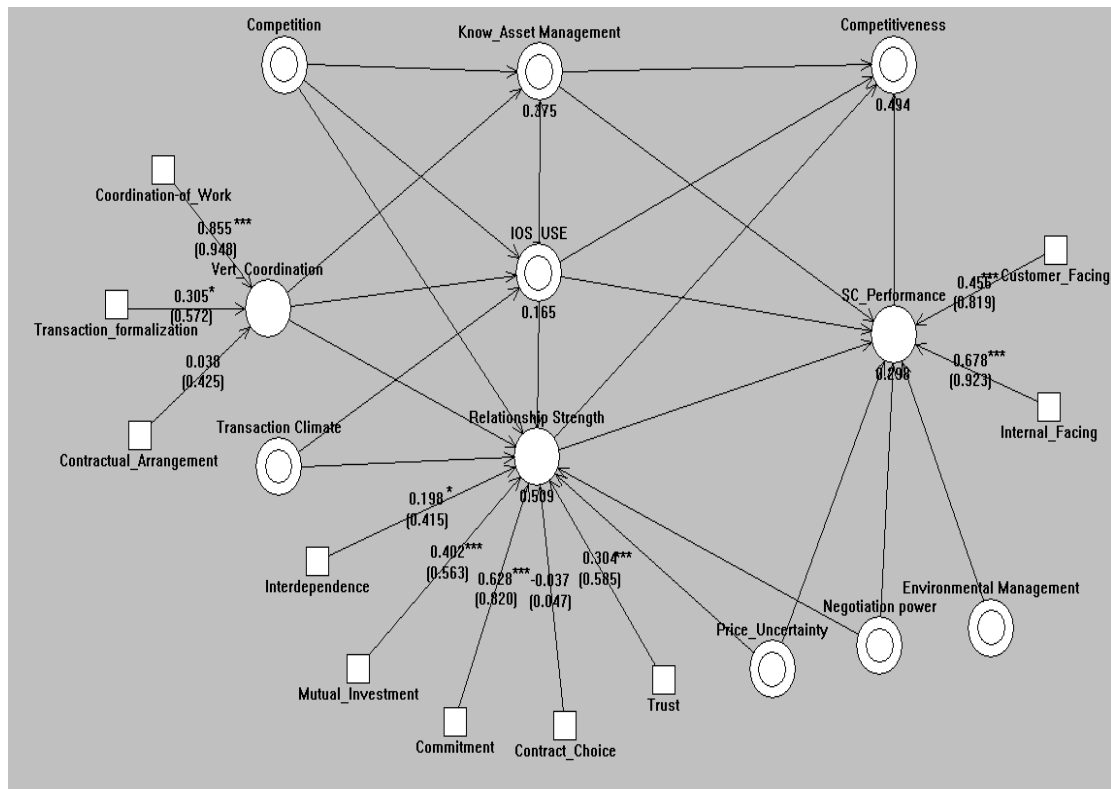 Competition
Know_Asset Management
Competitiveness
0.375
0.494
Coordination-of_Work
0.855***
(0.948)
Vert_Coordination
IOS_USE
0.165
Transaction_formalization
0.305*
(0.572)
0.038
(0.425)
Contractual_Arrangement
SC_Performance
0.298
Customer_Facing
0.456***
(0.819)
0.678***
(0.923)
Internal_Facing
Transaction Climate
Relationship Strength
0.509
0.198*
(0.415)
Interdependence
0.402***
(0.563)
Mutual_Investment
0.628***
(0.820)
Commitment
-0.037
(0.047)
Contract_Choice
0.304***
(0.585)
Trust
Price_Uncertainty
Negotiation power
Environmental Management